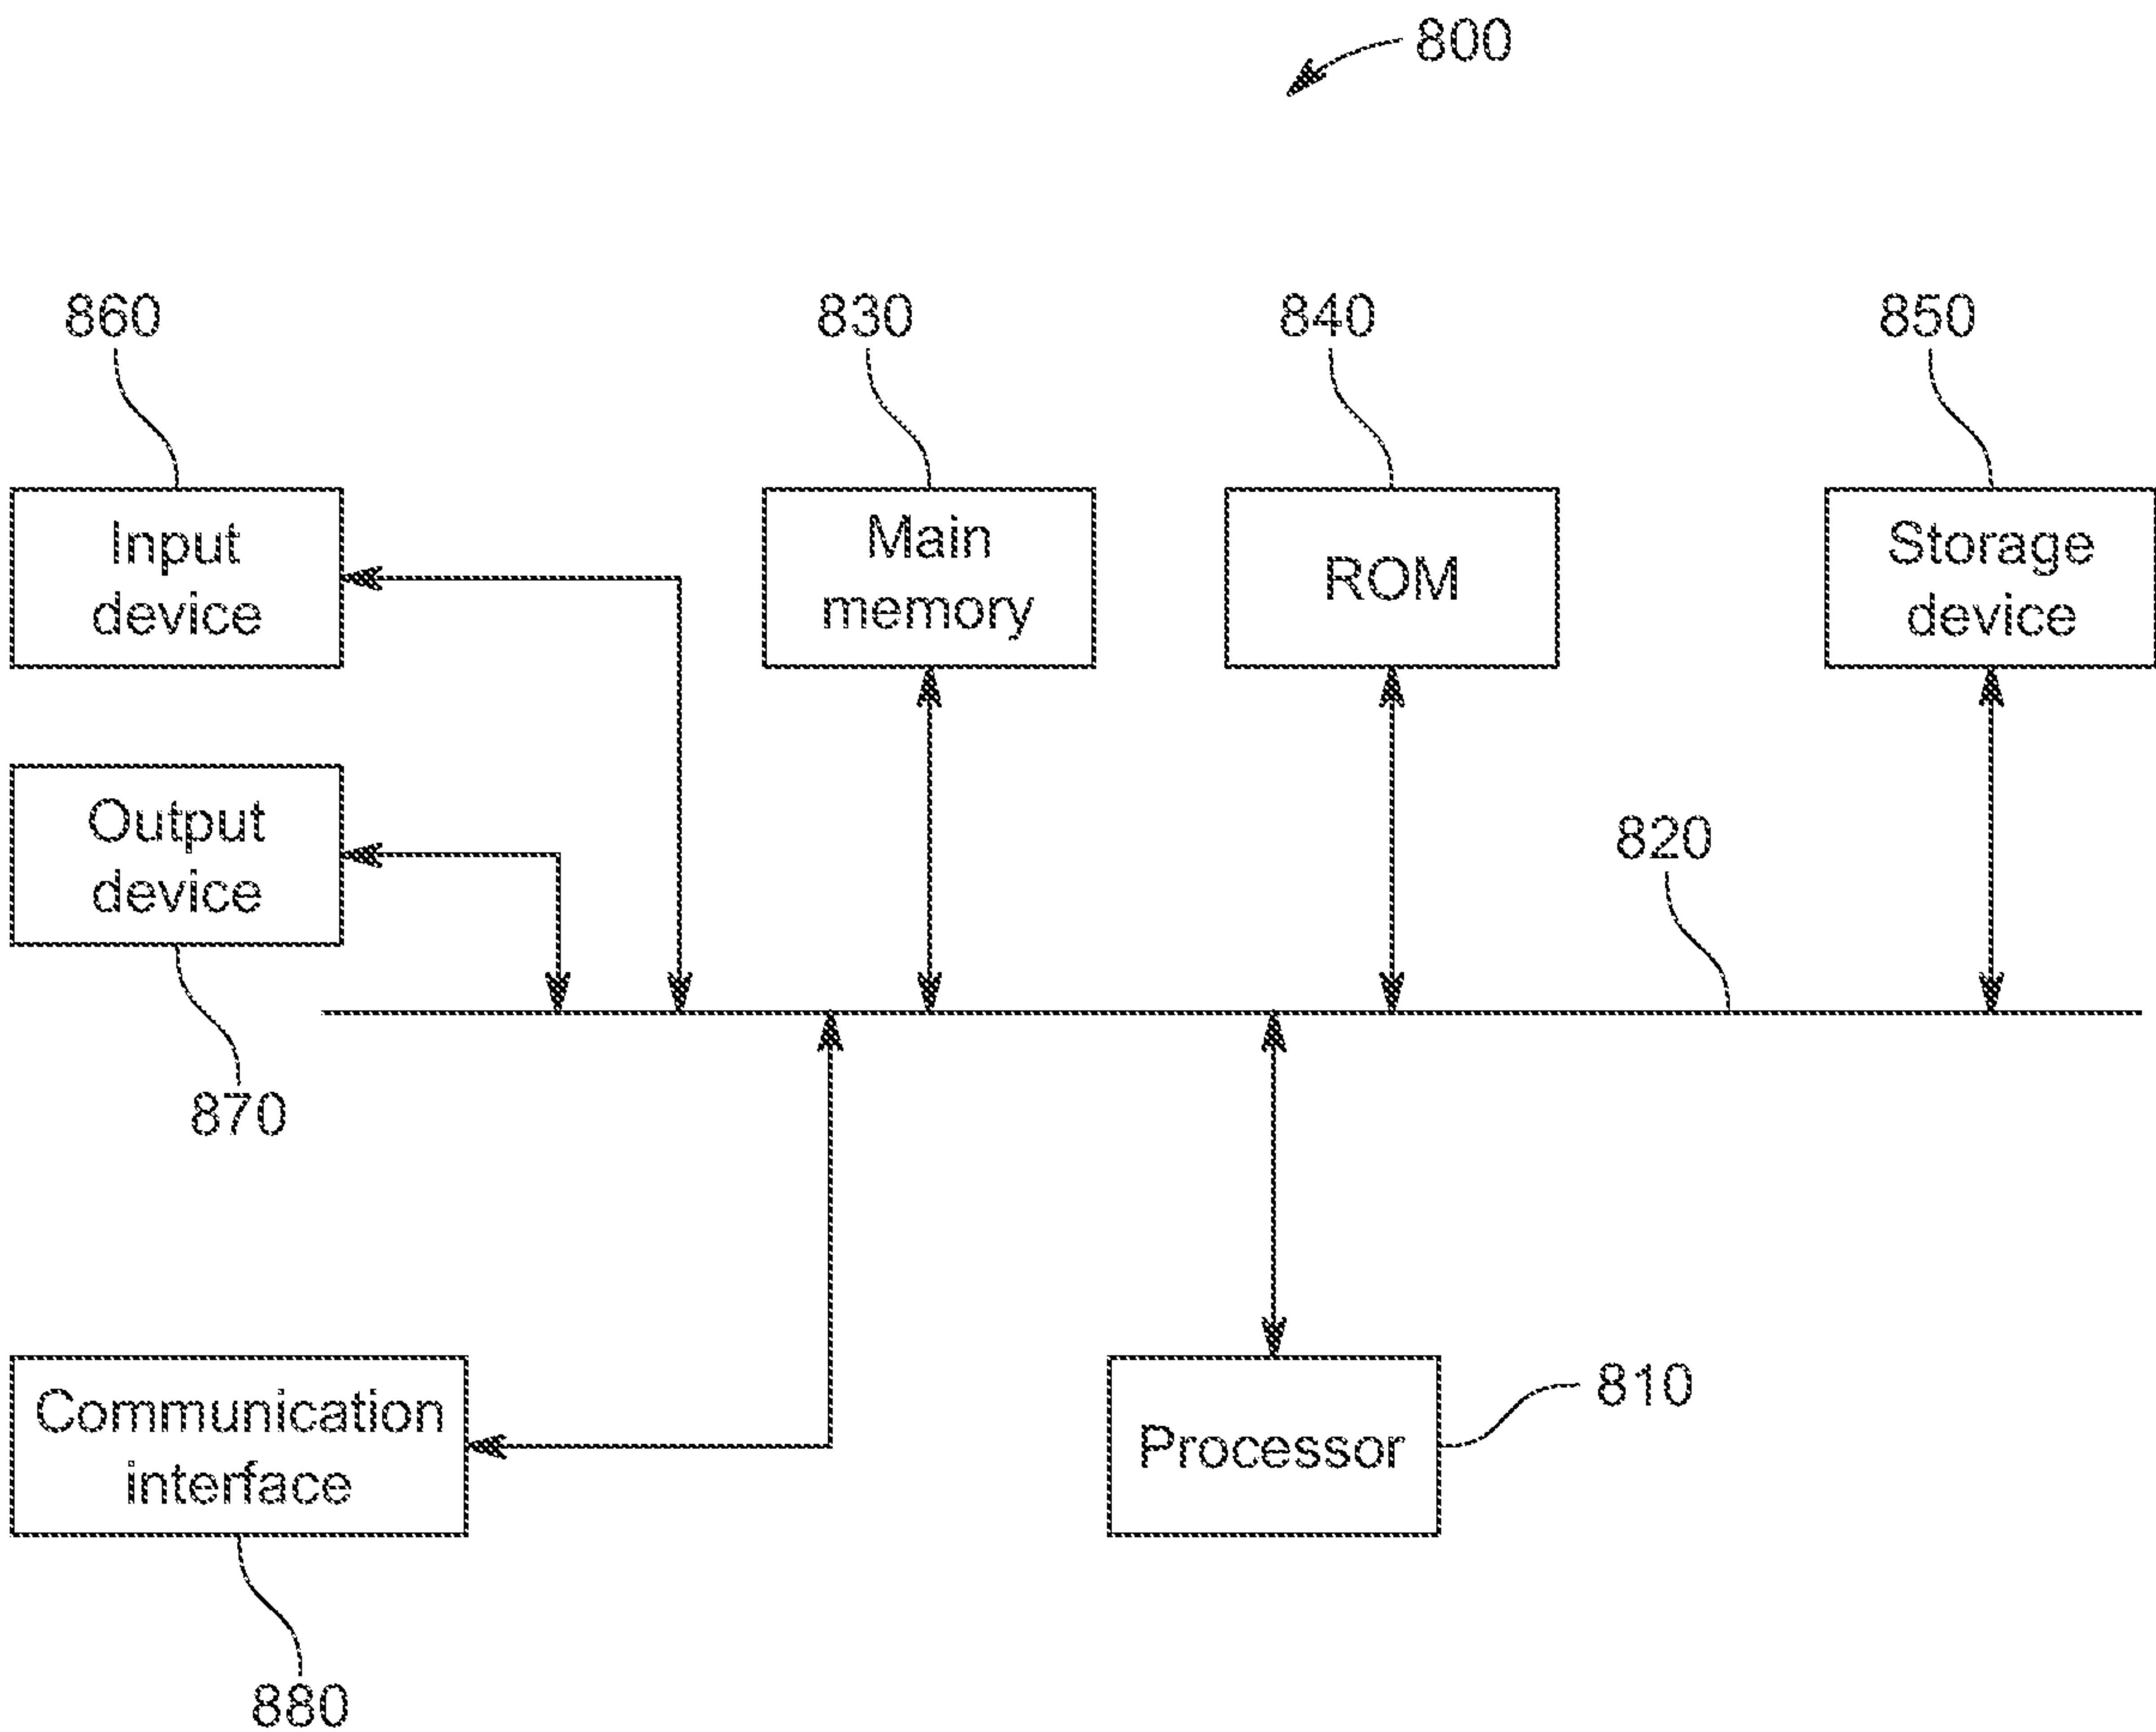 800
860
830
840
850
Input
device
Main
memory
ROM
Storage
device
Output
device
820
870
Communication
interface
Processor
810
880